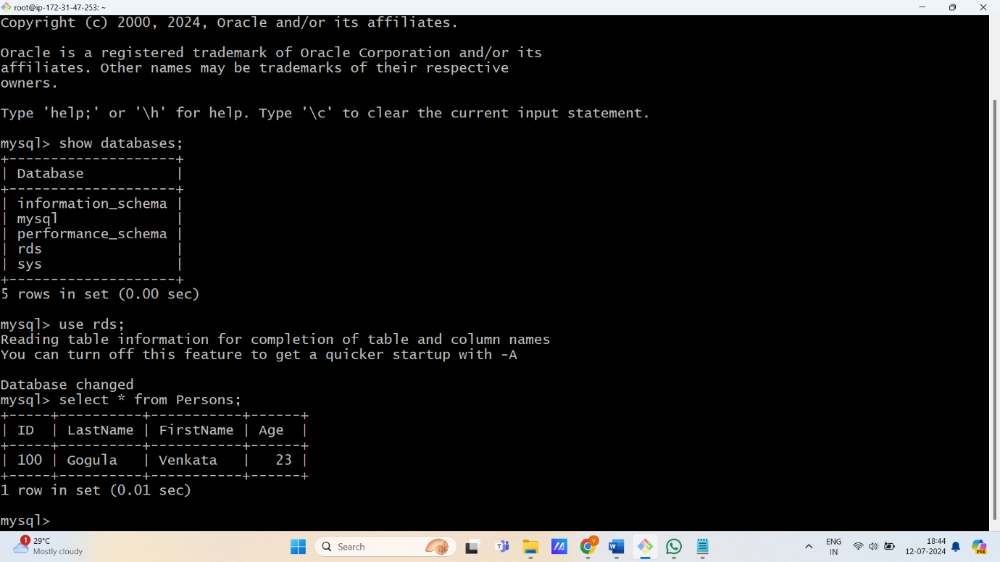 root@ip-172-31-47-253: ~
Copyright (c) 2000, 2024, Oracle and/or its affiliates.
Oracle is a registered trademark of Oracle Corporation and/or its
affiliates. Other names may be trademarks of their respective
owners.
Type 'help;' or '\h' for help. Type '\c' to clear the current input statement.
mysql> show databases;
+--------------------+
| Database           |
+--------------------+
| information_schema |
| mysql              |
| performance_schema |
| rds                |
| sys                |
+--------------------+
5 rows in set (0.00 sec)
mysql> use rds;
Reading table information for completion of table and column names
You can turn off this feature to get a quicker startup with -A
Database changed
mysql> select * from Persons;
+-----+----------+-----------+------+
| ID  | LastName | FirstName | Age  |
+-----+----------+-----------+------+
| 100 | Gogula   | Venkata   |   23 |
+-----+----------+-----------+------+
1 row in set (0.01 sec)
mysql>
1
29°C
Mostly cloudy
Search
V
ENG
IN
18:44
12-07-2024
PRE